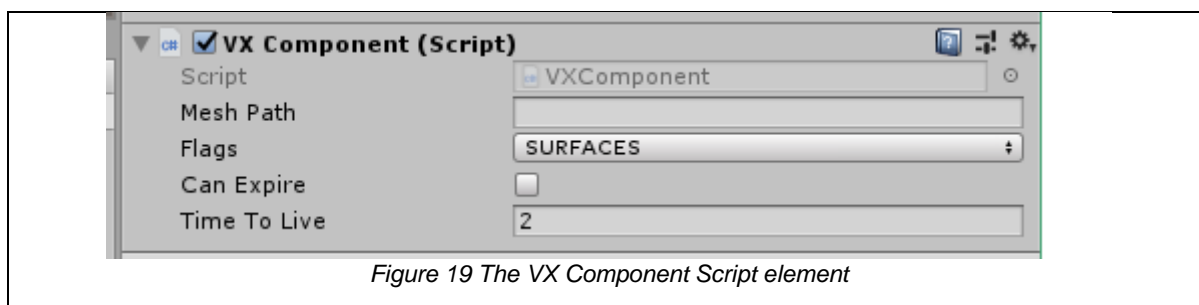 VX Component (Script)
Script VXComponent
Mesh Path
Flags SURFACES
Can Expire
Time To Live 2
Figure 19 The VX Component Script element